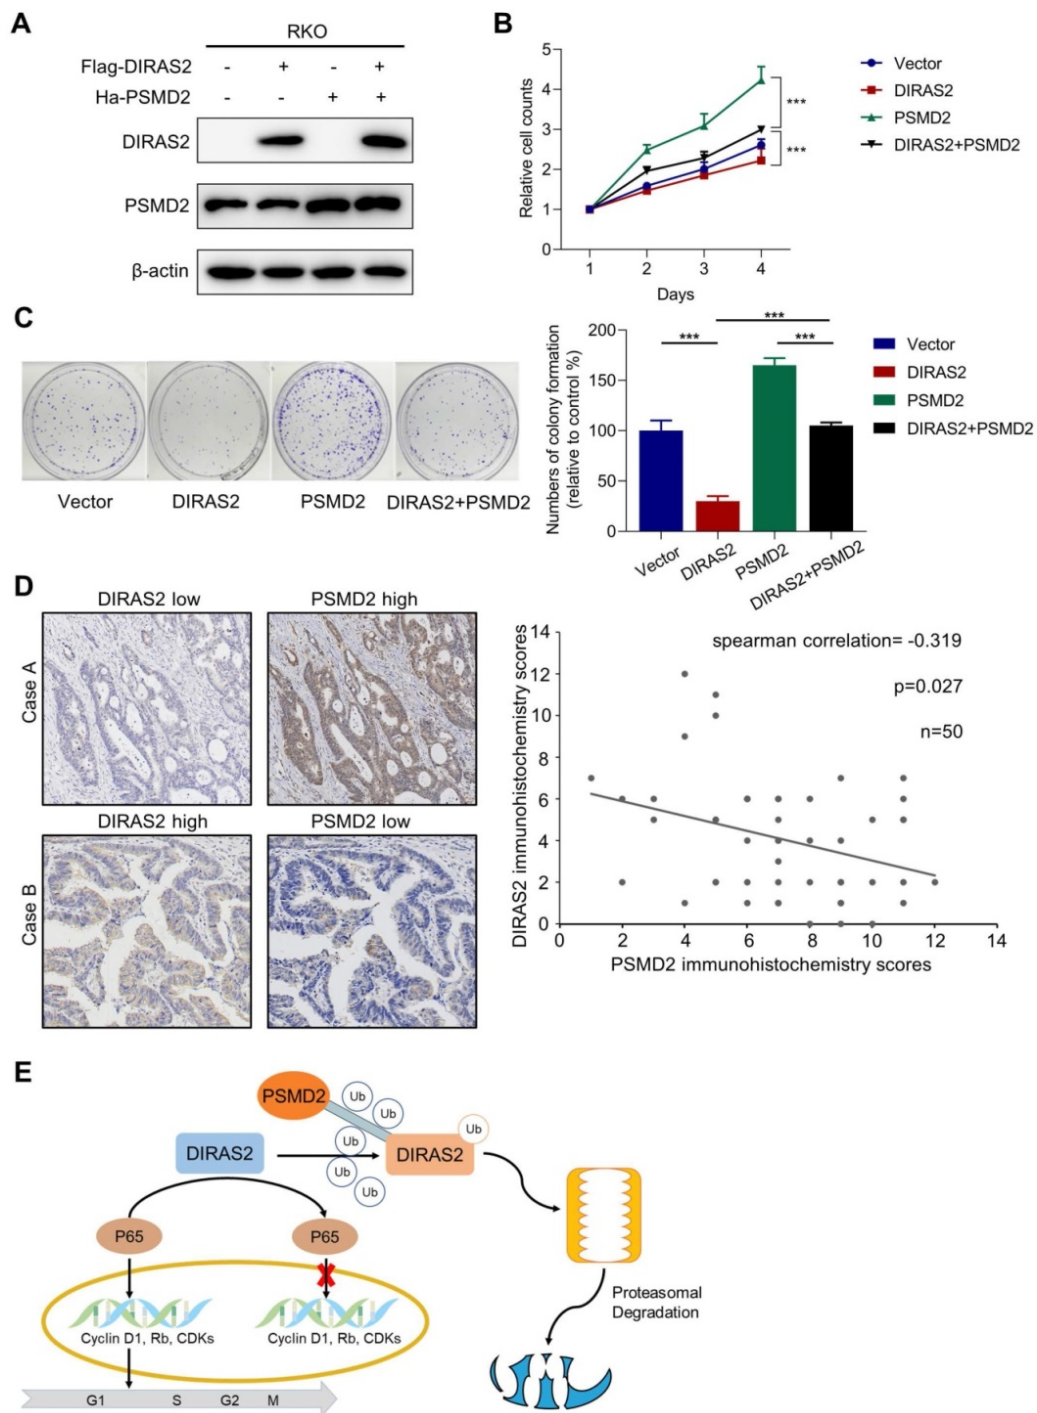 A
RKO
Flag-DIRAS2 - + - +
Ha-PSMD2 - - + +
DIRAS2
PSMD2
β-actin
B
Relative cell counts
5
4
3
2
1
0
1 2 3 4
Days
***
***
Vector
DIRAS2
PSMD2
DIRAS2+PSMD2
C
Vector DIRAS2 PSMD2 DIRAS2+PSMD2
Numbers of colony formation
(relative to control %)
200
150
100
50
0
***
*** ***
Vector DIRAS2 PSMD2 DIRAS2+PSMD2
Vector
DIRAS2
PSMD2
DIRAS2+PSMD2
D
DIRAS2 low PSMD2 high
Case A
DIRAS2 high PSMD2 low
Case B
DIRAS2 immunohistochemistry scores
14
12
10
8
6
4
2
0
0 2 4 6 8 10 12 14
PSMD2 immunohistochemistry scores
spearman correlation= -0.319
p=0.027
n=50
E
PSMD2
Ub
Ub
Ub
Ub
Ub
Ub
DIRAS2
DIRAS2
P65
P65
Cyclin D1, Rb, CDKs
Cyclin D1, Rb, CDKs
Proteasomal
Degradation
G1 S G2 M